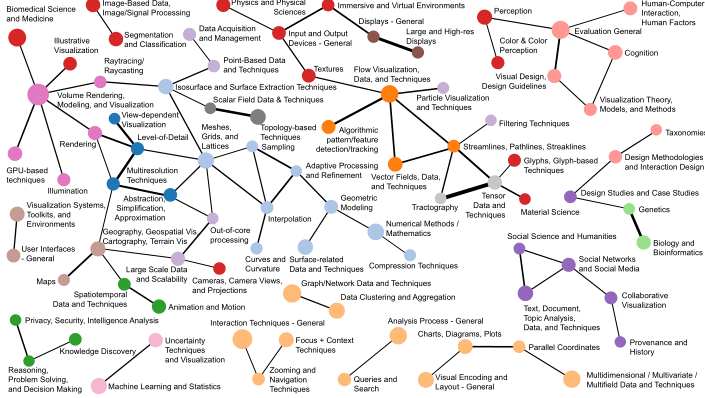 Biomedical Science
and Medicine
Image-Based Data,
Image/Signal Processing
Physics and Physical
Sciences
Immersive and Virtual Environments
Perception
Human-Computer
Interaction,
Human Factors
Displays - General
Illustrative
Visualization
Segmentation
and Classification
Data Acquisition
and Management
Input and Output
Devices - General
Large and High-res
Displays
Color & Color
Perception
Evaluation General
Cognition
Raytracing/
Raycasting
Point-Based Data
and Techniques
Textures
Flow Visualization,
Data, and Techniques
Visual Design,
Design Guidelines
Volume Rendering,
Modeling, and Visualization
Isosurface and Surface Extraction Techniques
Scalar Field Data & Techniques
Particle Visualization
and Techniques
Visualization Theory,
Models, and Methods
View-dependent
Visualization
Level-of-Detail
Meshes,
Grids, and
Lattices
Topology-based
Techniques
Sampling
Algorithmic
pattern/feature
detection/tracking
Filtering Techniques
Rendering
Streamlines, Pathlines, Streaklines
Taxonomies
GPU-based
techniques
Illumination
Multiresolution
Techniques
Adaptive Processing
and Refinement
Vector Fields, Data,
and Techniques
Glyphs, Glyph-based
Techniques
Design Methodologies
and Interaction Design
Abstraction,
Simplification,
Approximation
Tractography
Tensor
Data and
Techniques
Material Science
Design Studies and Case Studies
Genetics
Visualization Systems,
Toolkits, and
Environments
Geometric
Modeling
Interpolation
Out-of-core
processing
Geography, Geospatial Vis,
Cartography, Terrain Vis
Numerical Methods /
Mathematics
Social Science and Humanities
Biology and
Bioinformatics
User Interfaces
- General
Curves and
Curvature
Surface-related
Data and Techniques
Compression Techniques
Social Networks
and Social Media
Maps
Large Scale Data
and Scalability
Cameras, Camera Views,
and Projections
Graph/Network Data and Techniques
Spatiotemporal
Data and Techniques
Animation and Motion
Data Clustering and Aggregation
Text, Document,
Topic Analysis,
Data, and Techniques
Collaborative
Visualization
Privacy, Security, Intelligence Analysis
Interaction Techniques - General
Analysis Process - General
Charts, Diagrams, Plots
Knowledge Discovery
Uncertainty
Techniques
and Visualization
Focus + Context
Techniques
Parallel Coordinates
Provenance and
History
Reasoning,
Problem Solving,
and Decision Making
Machine Learning and Statistics
Zooming and
Navigation
Techniques
Queries and
Search
Visual Encoding and
Layout - General
Multidimensional / Multivariate /
Multifield Data and Techniques